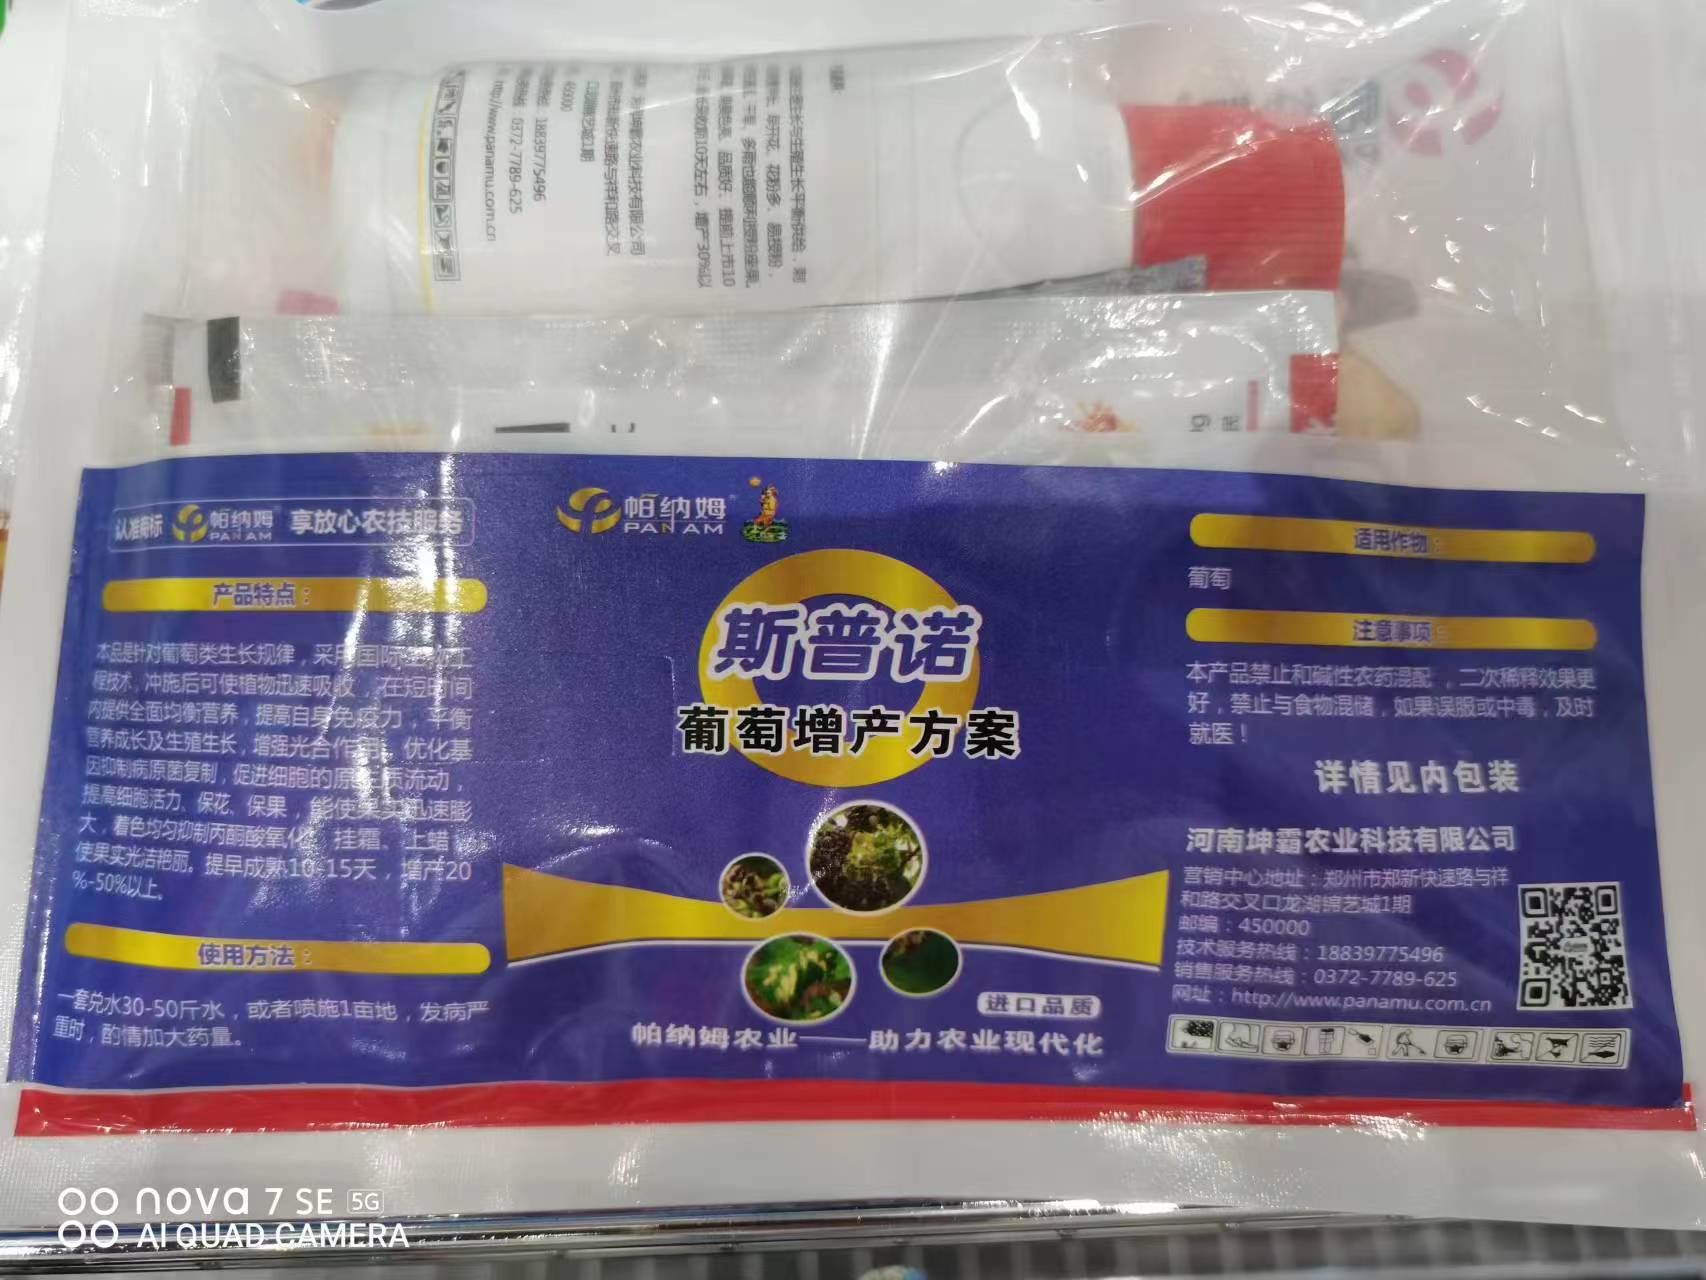 http://www.panamu.com.cn
0372-7789-625
18839775496
认准商标 帕纳姆 PANAM 享放心农技服务
产品特点：
本品是针对葡萄类生长规律，采用国际生物工
程技术，冲施后可使植物迅速吸收，在短时间
内提供全面均衡营养，提高自身免疫力，平衡
营养成长及生殖生长，增强光合作用，优化基
因抑制病原菌复制，促进细胞的原生质流动，
提高细胞活力、保花、保果，能使果实迅速膨
大，着色均匀抑制丙酮酸氧化、挂霜、上蜡，
使果实光洁艳丽。提早成熟10-15天，增产20
%-50%以上。
使用方法：
一套兑水30-50斤水，或者喷施1亩地，发病严
重时，酌情加大药量。
帕纳姆
PANAM
斯普诺
葡萄增产方案
进口品质
帕纳姆农业——助力农业现代化
适用作物：
葡萄
注意事项：
本产品禁止和碱性农药混配，二次稀释效果更
好，禁止与食物混储，如果误服或中毒，及时
就医！
详情见内包装
河南坤霸农业科技有限公司
营销中心地址：郑州市郑新快速路与祥
和路交叉口龙湖锦艺城1期
邮编：450000
技术服务热线：18839775496
销售服务热线：0372-7789-625
网址：http://www.panamu.com.cn
nova 7 SE 5G
AI QUAD CAMERA